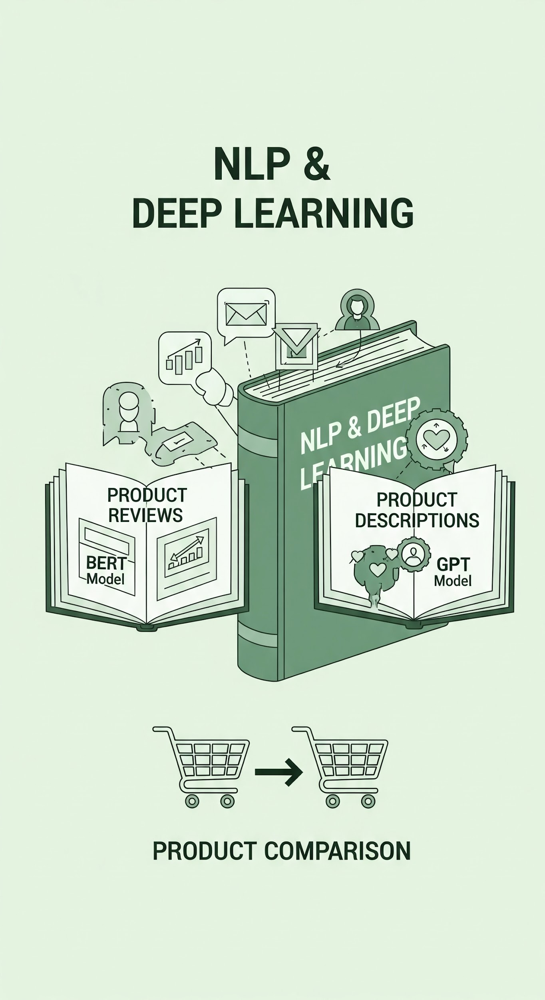 NLP &
DEEP LEARNING
NLP & DEEP
LEARNING
PRODUCT
REVIEWS
BERT
Model
PRODUCT
DESCRIPTIONS
GPT
Model
PRODUCT COMPARISON